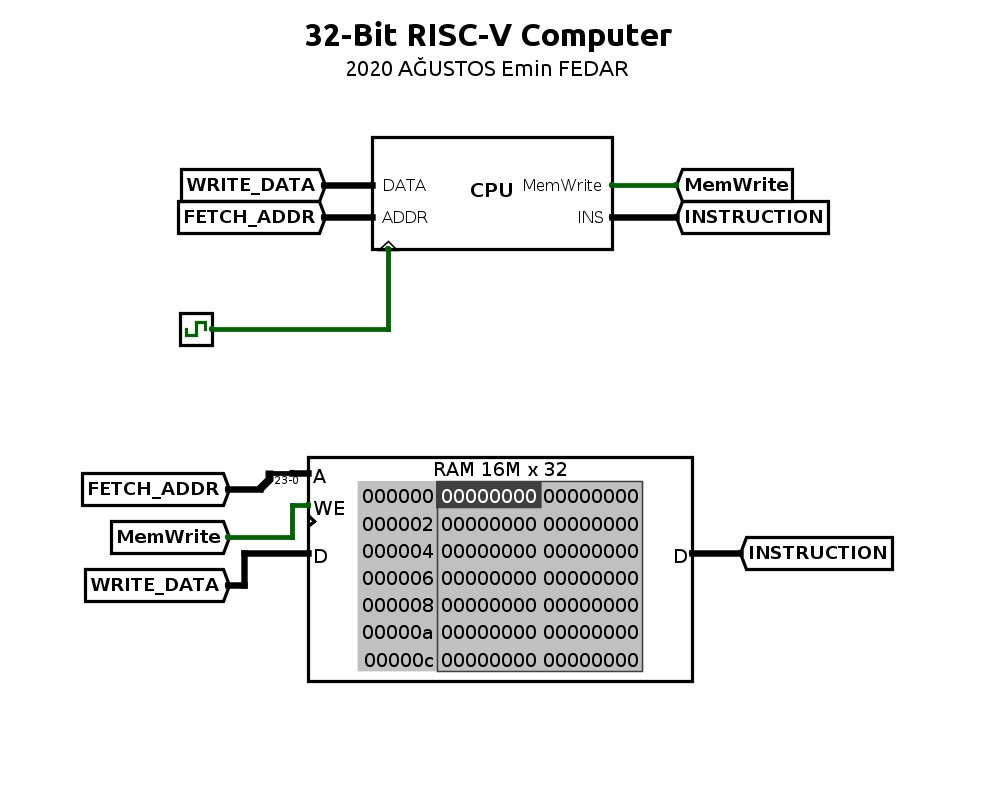 32-Bit RISC-V Computer
2020 AĞUSTOS Emin FEDAR
WRITE_DATA DATA CPU MemWrite MemWrite
FETCH_ADDR ADDR INS INSTRUCTION
RAM 16M x 32
FETCH_ADDR 23-0 A
MemWrite WE
WRITE_DATA D
000000 00000000 00000000
000002 00000000 00000000
000004 00000000 00000000
000006 00000000 00000000
000008 00000000 00000000
00000a 00000000 00000000
00000c 00000000 00000000
D INSTRUCTION